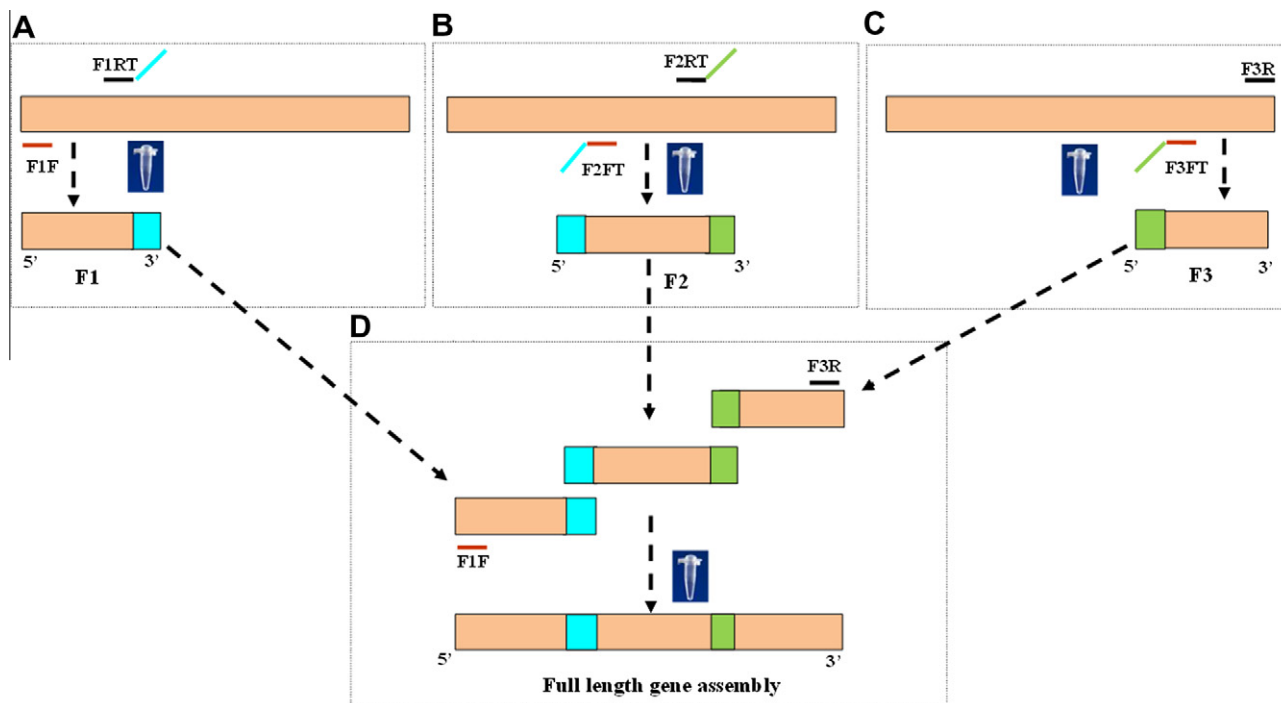 A
F1RT
F1F
5’
3’
F1
B
F2RT
F2FT
5’
3’
F2
C
F3R
F3FT
5’
3’
F3
D
F3R
F1F
5’
3’
Full length gene assembly